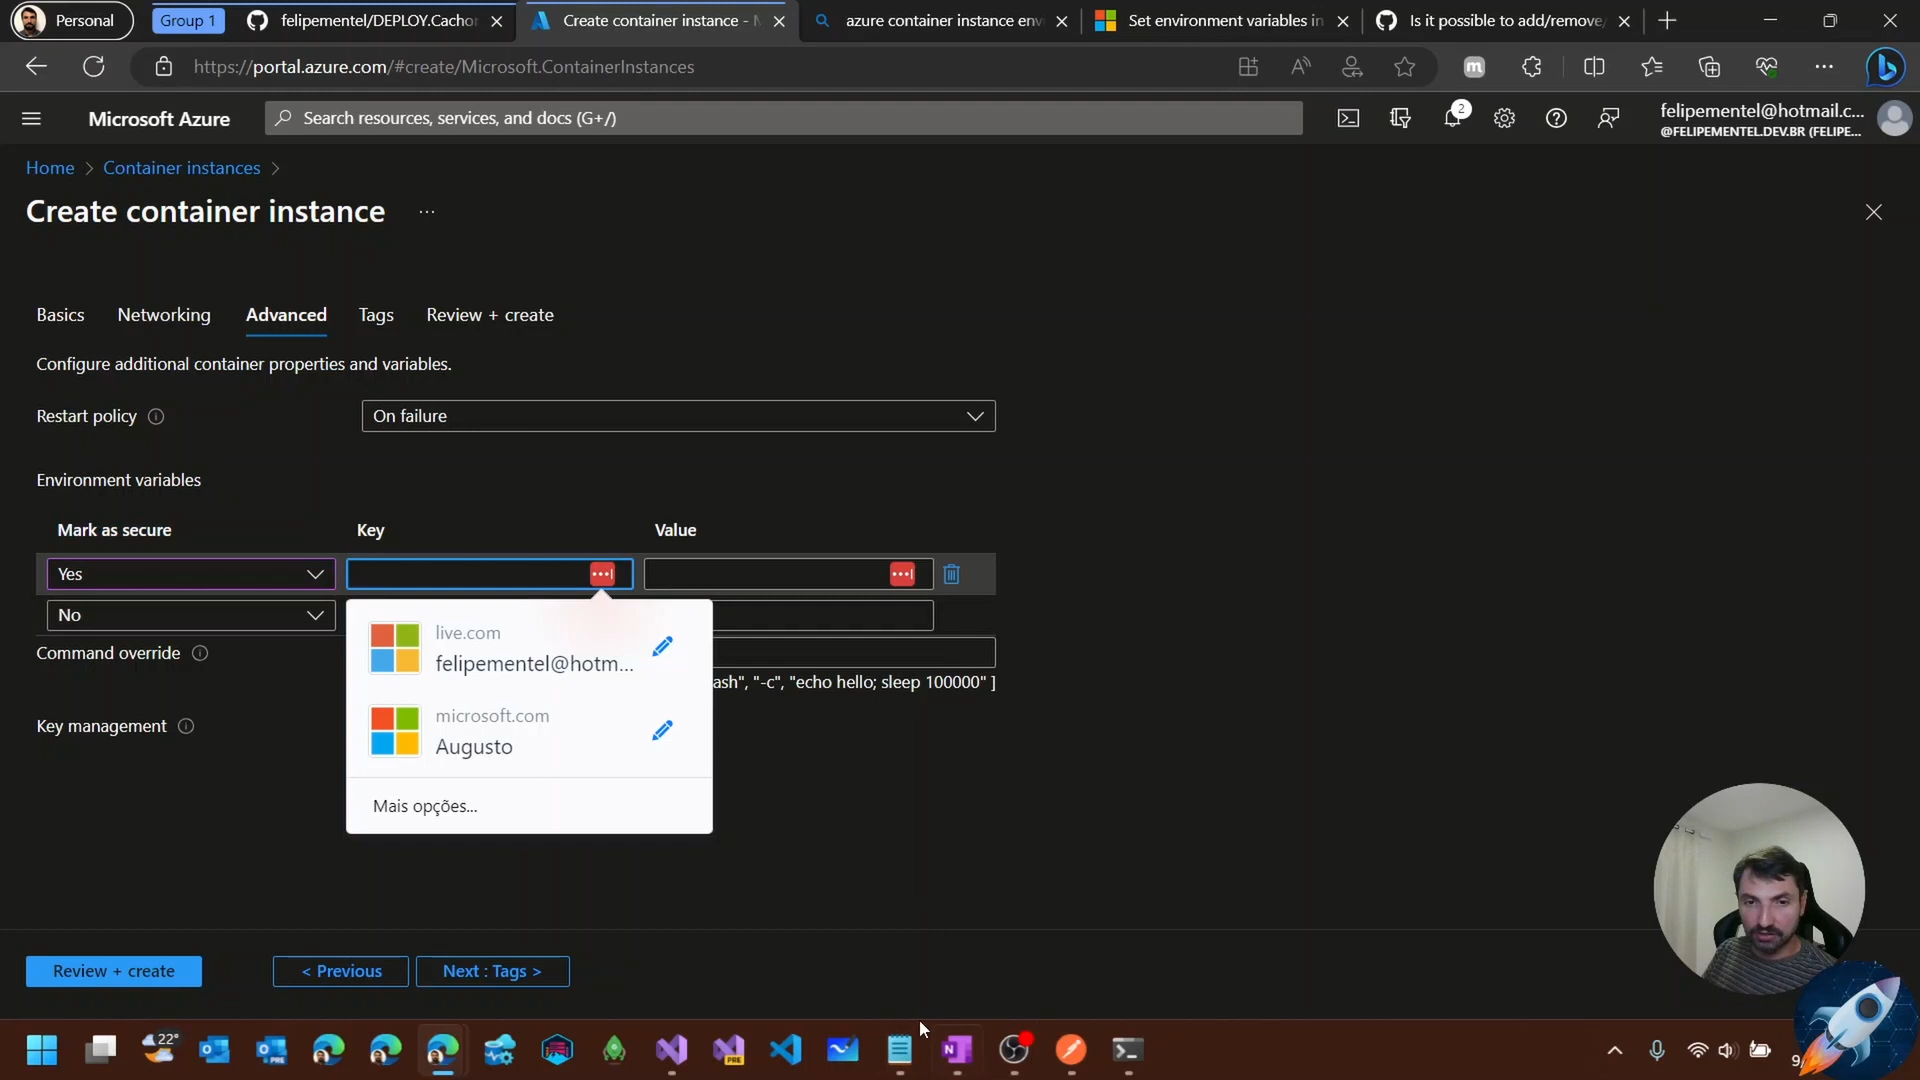 Personal
Group 1
felipementel/DEPLOY.Cachor
Create container instance - M
azure container instance env
Set environment variables in
Is it possible to add/remove/
https://portal.azure.com/#create/Microsoft.ContainerInstances
Microsoft Azure
Search resources, services, and docs (G+/)
2
felipementel@hotmail.c...
@FELIPEMENTEL.DEV.BR (FELIPE...
Home > Container instances >
Create container instance ...
Basics
Networking
Advanced
Tags
Review + create
Configure additional container properties and variables.
Restart policy
On failure
Environment variables
Mark as secure
Key
Value
Yes
No
live.com
felipementel@hotm...
Command override
ash", "-c", "echo hello; sleep 100000" ]
microsoft.com
Augusto
Key management
Mais opções...
Review + create
< Previous
Next : Tags >
22°
PRE
PRE
N
9/